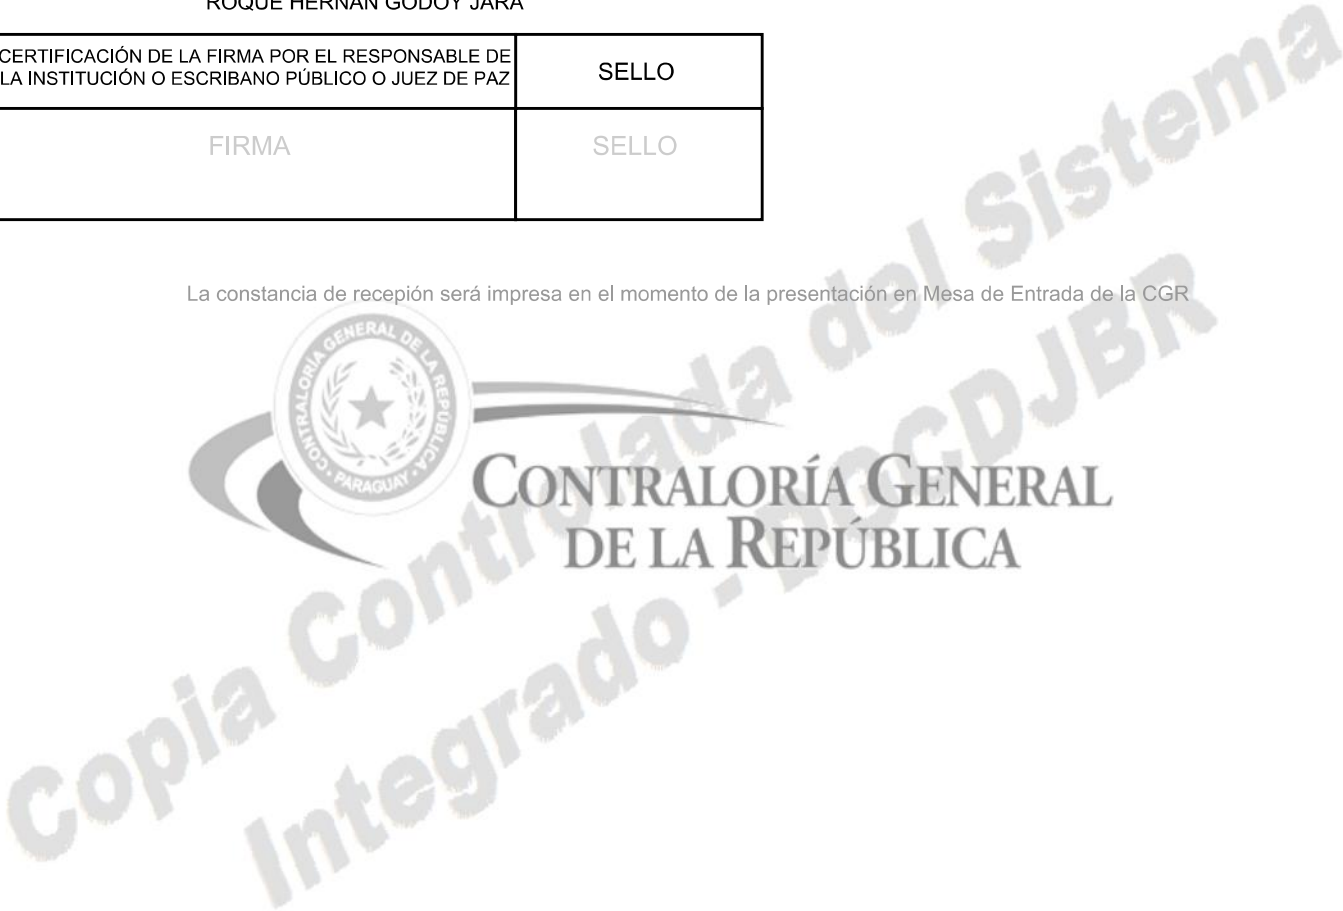 ROQUE HERNAN GODOY JARA
CERTIFICACIÓN DE LA FIRMA POR EL RESPONSABLE DE
LA INSTITUCIÓN O ESCRIBANO PÚBLICO O JUEZ DE PAZ
SELLO
FIRMA
SELLO
La constancia de recepión será impresa en el momento de la presentación en Mesa de Entrada de la CGR
CONTRALORÍA GENERAL DE LA REPÚBLICA
· PARAGUAY ·
CONTRALORÍA GENERAL
DE LA REPÚBLICA
Copia Controlada del Sistema
Integrado - DGCDJBR